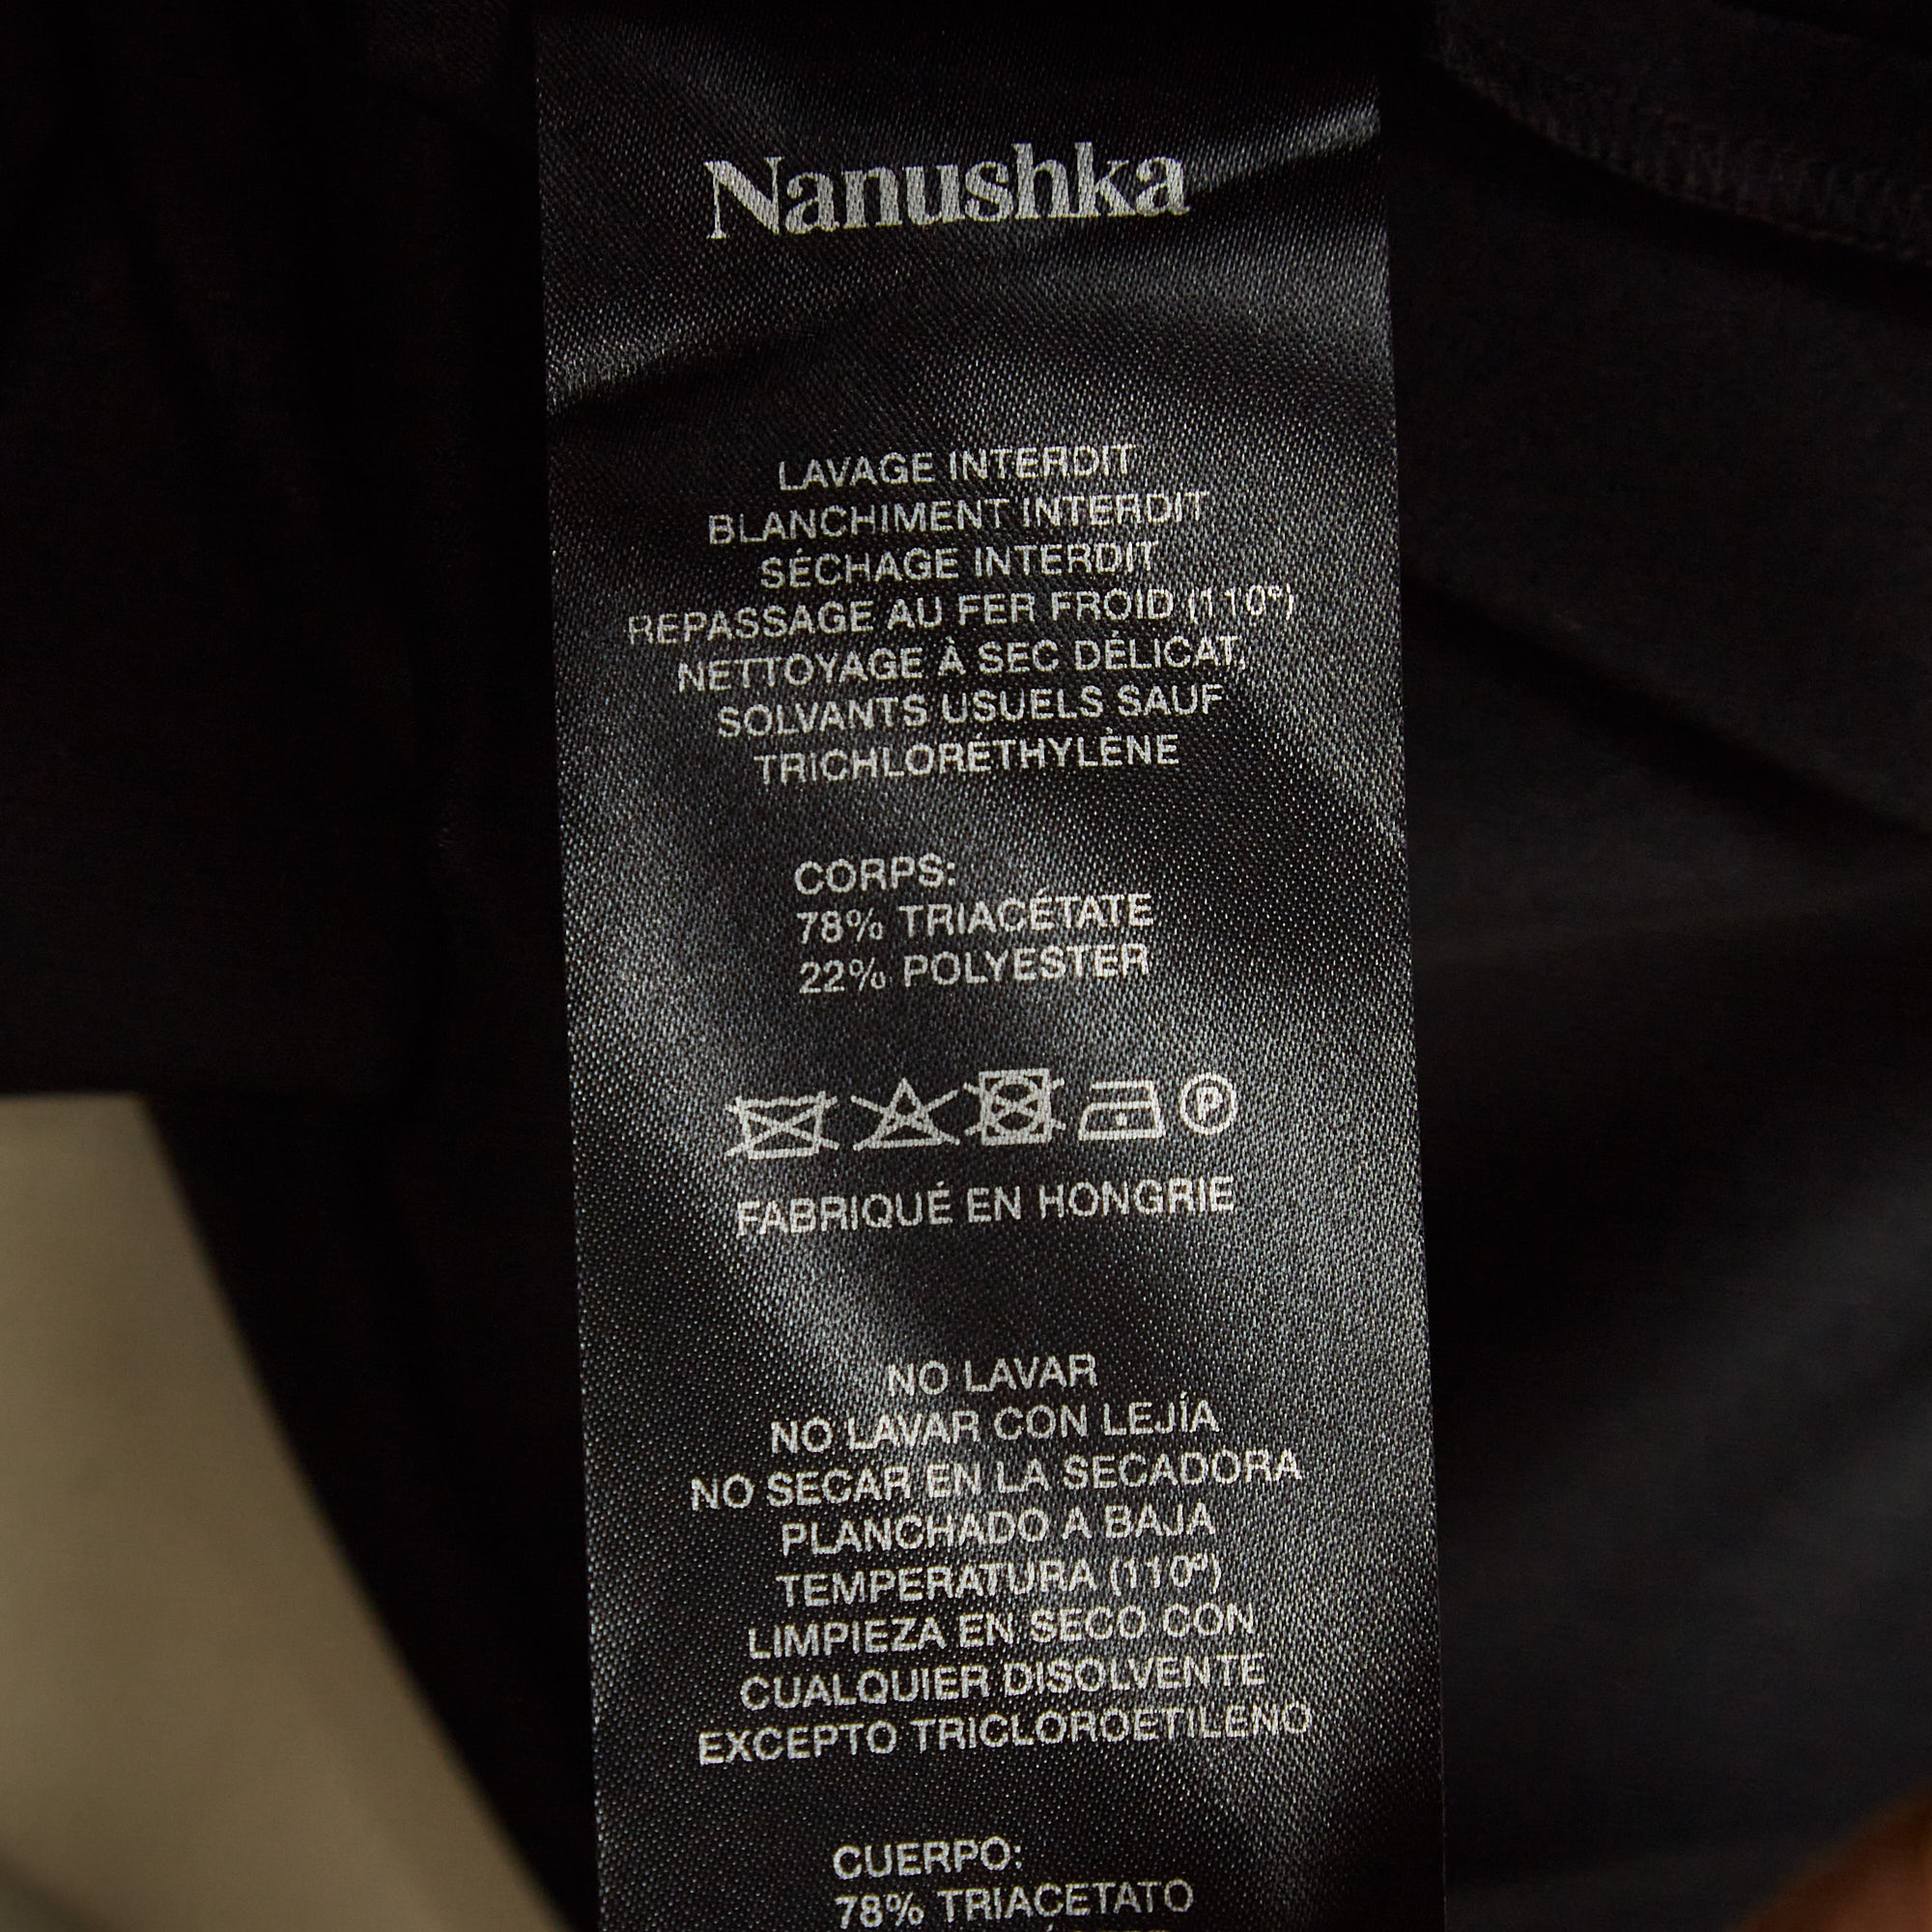 Nanushka
LAVAGE INTERDIT
BLANCHIMENT INTERDIT
SÉCHAGE INTERDIT
REPASSAGE AU FER FROID (110º)
NETTOYAGE À SEC DÉLICAT,
SOLVANTS USUELS SAUF
TRICHLORÉTHYLÈNE
CORPS:
78% TRIACÉTATE
22% POLYESTER
P
FABRIQUÉ EN HONGRIE
NO LAVAR
NO LAVAR CON LEJÍA
NO SECAR EN LA SECADORA
PLANCHADO A BAJA
TEMPERATURA (110º)
LIMPIEZA EN SECO CON
CUALQUIER DISOLVENTE
EXCEPTO TRICLOROETILENO
CUERPO:
78% TRIACETATO